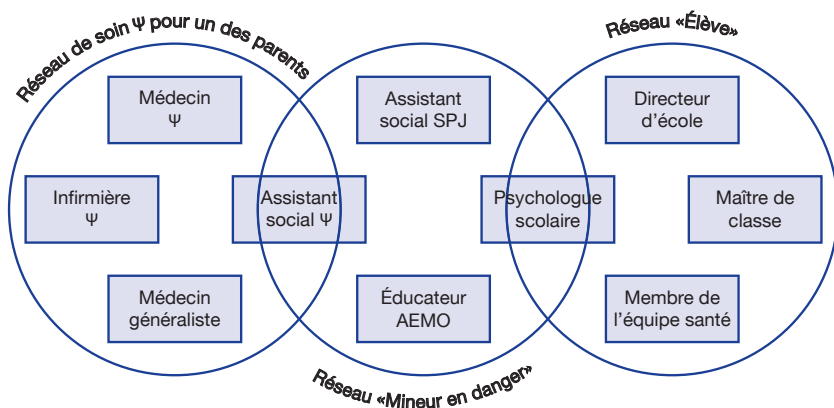 Réseau de soin Ψ pour un des parents
Réseau «Élève»
Médecin
Ψ
Assistant
social SPJ
Directeur
d'école
Infirmière
Ψ
Assistant
social Ψ
Psychologue
scolaire
Maître de
classe
Médecin
généraliste
Éducateur
AEMO
Membre de
l'équipe santé
Réseau «Mineur en danger»